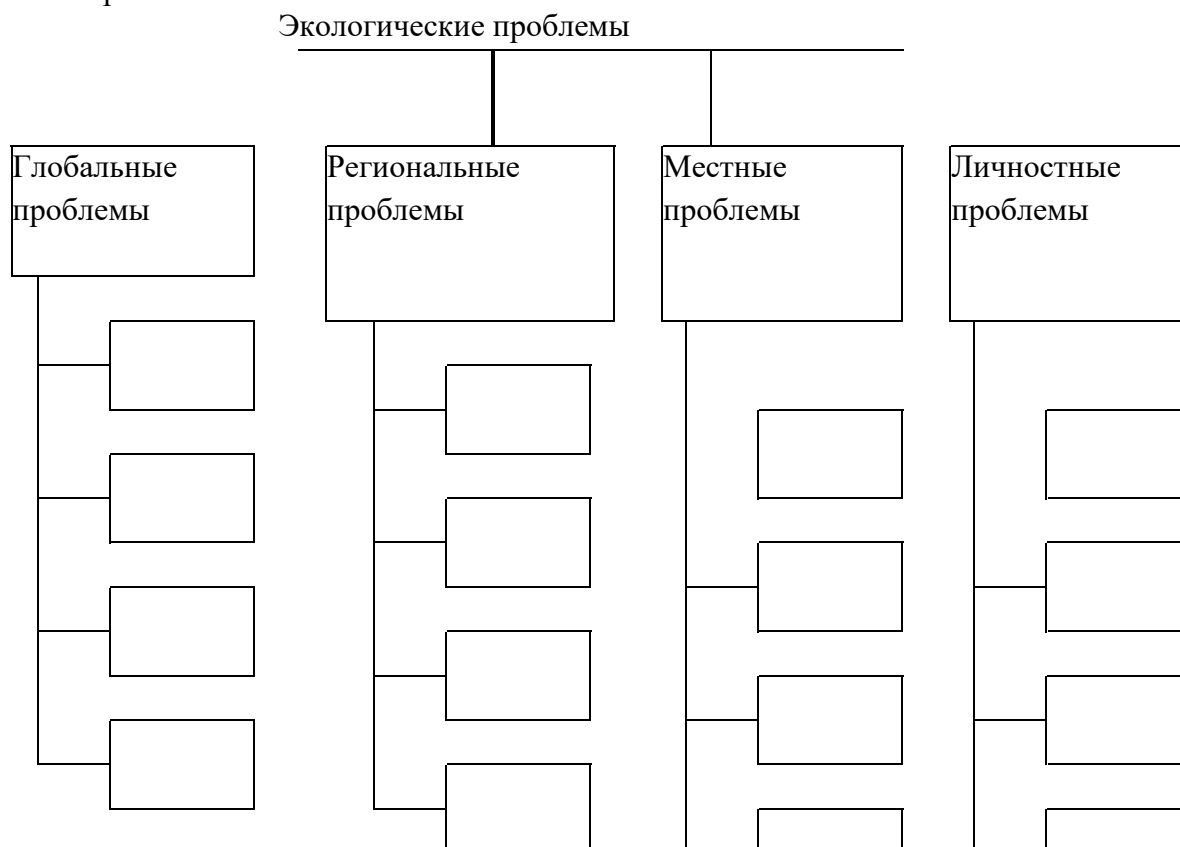 Экологические проблемы
Глобальные
проблемы
Региональные
проблемы
Местные
проблемы
Личностные
проблемы